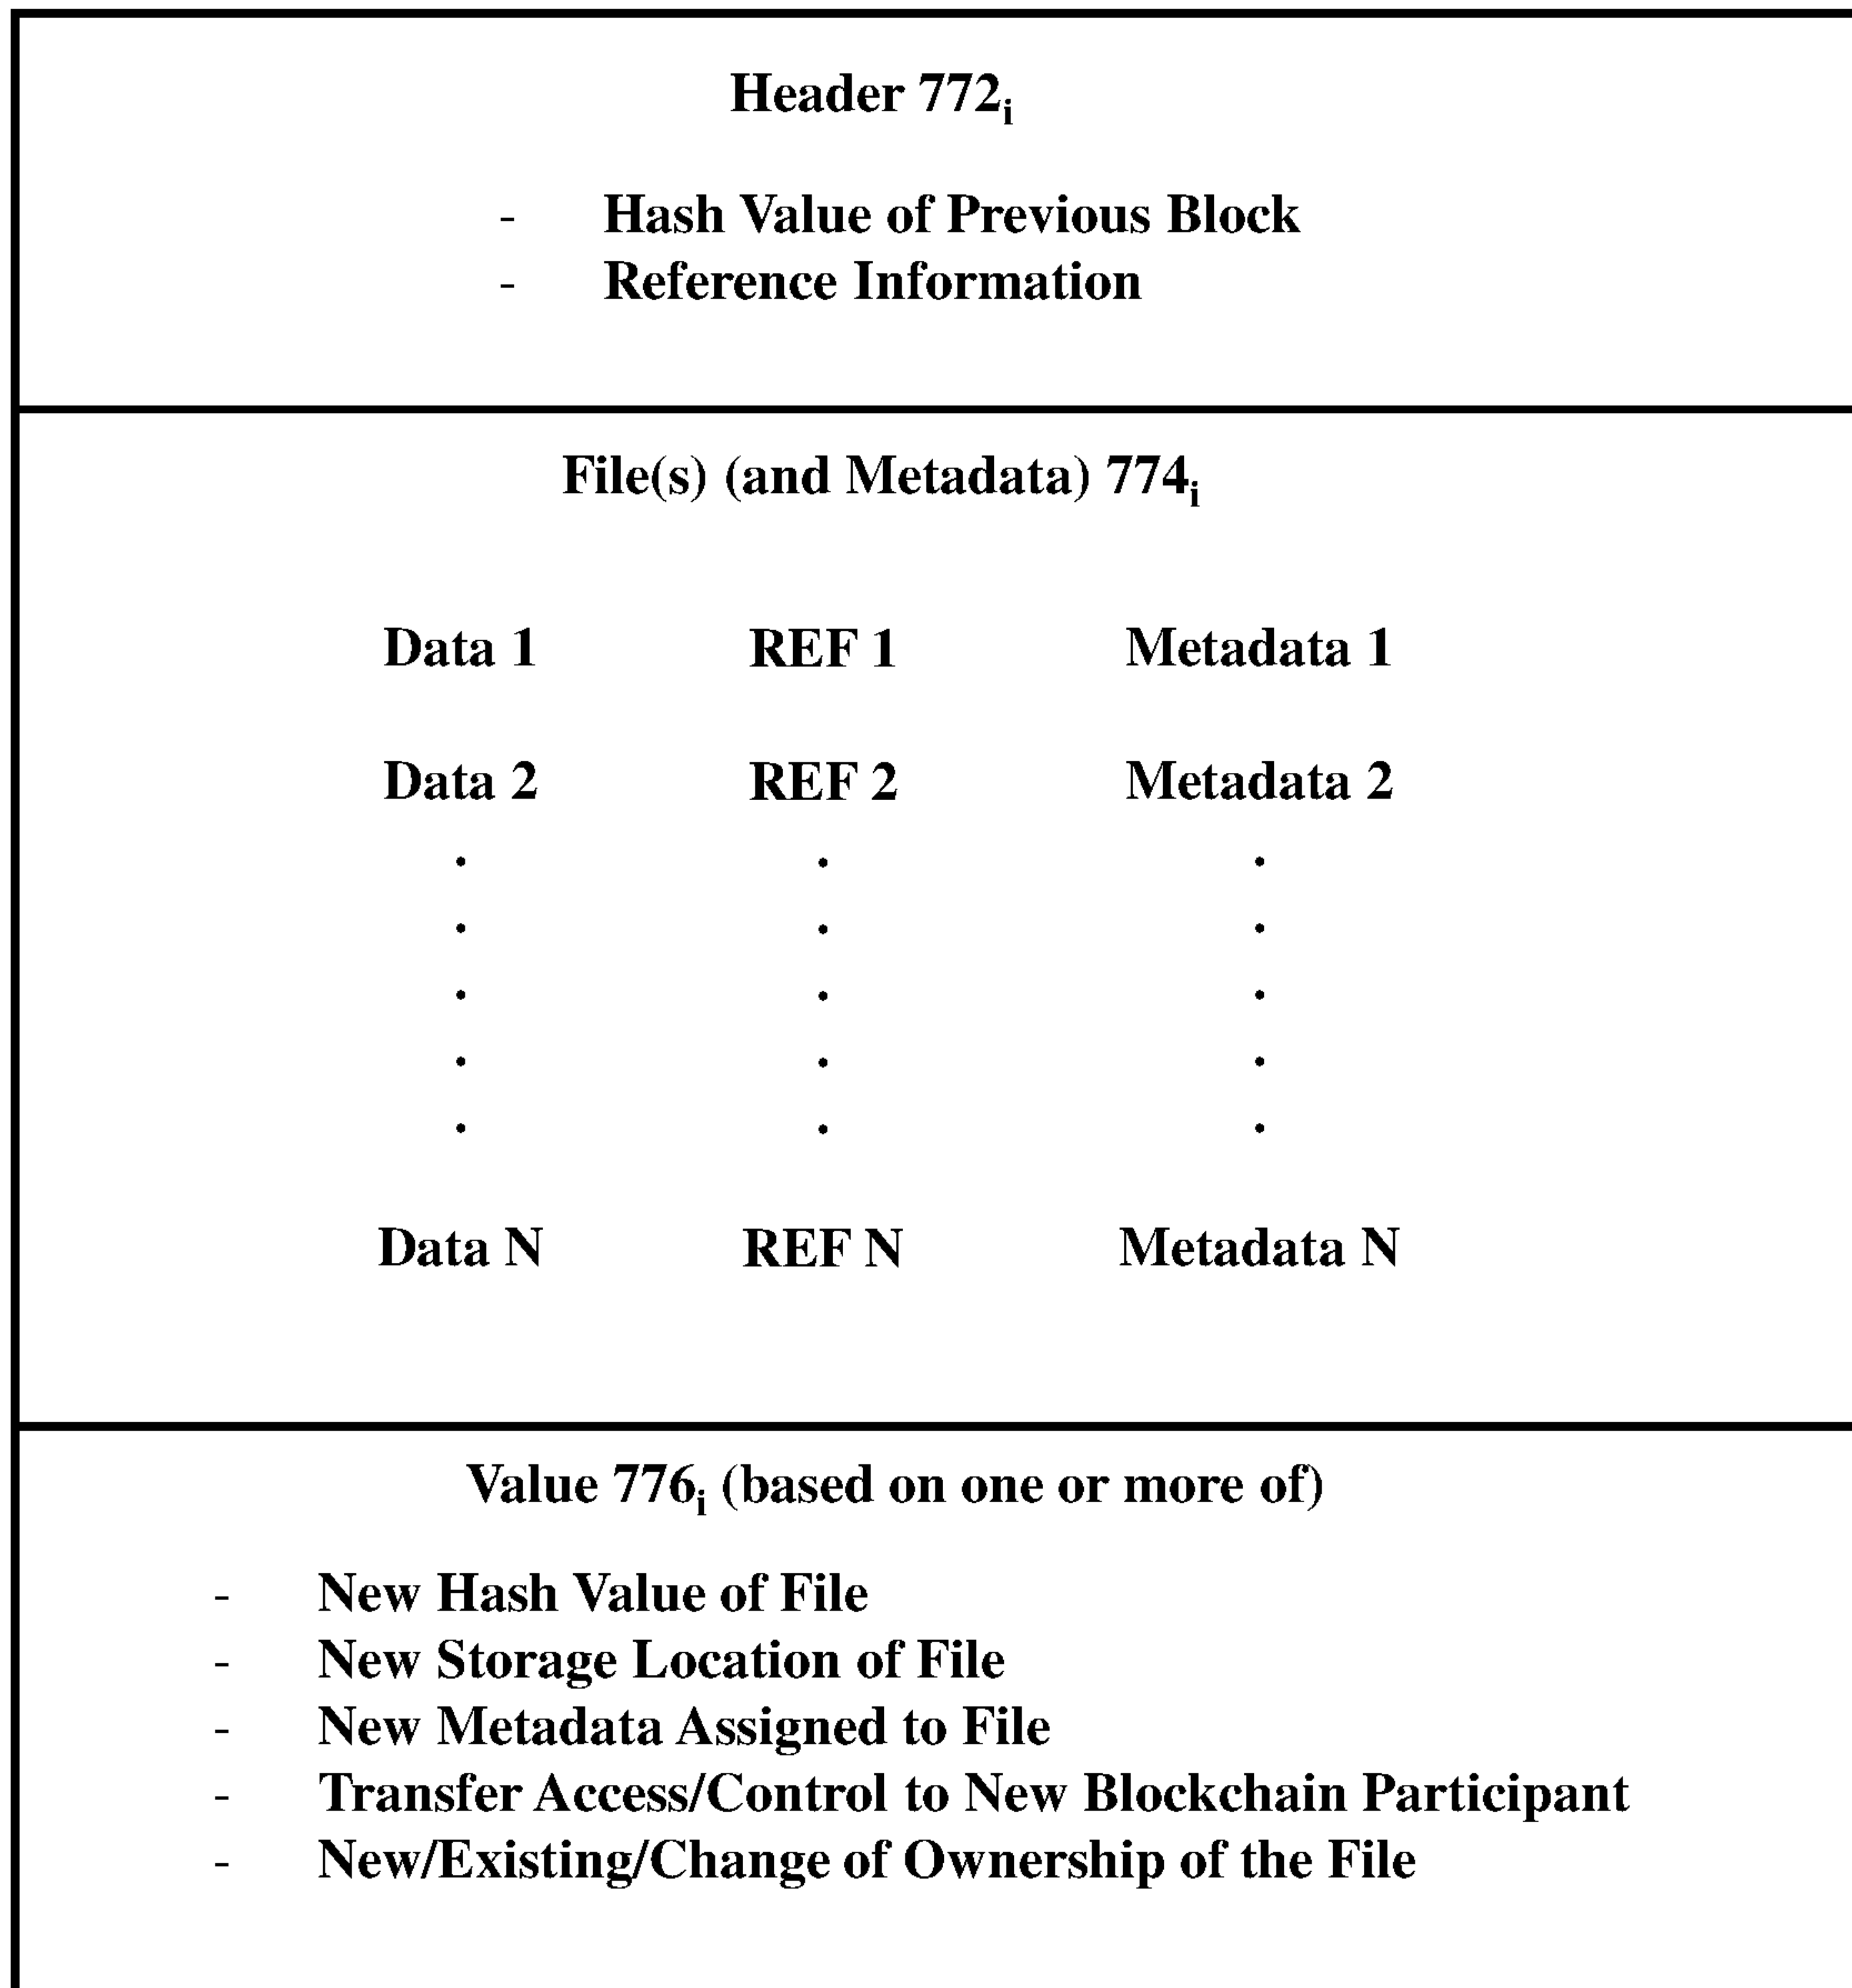 Header 772i
- Hash Value of Previous Block
- Reference Information
File(s) (and Metadata) 774i
Data 1 REF 1 Metadata 1
Data 2 REF 2 Metadata 2
. . .
. . .
. . .
. . .
. . .
Data N REF N Metadata N
Value 776i (based on one or more of)
- New Hash Value of File
- New Storage Location of File
- New Metadata Assigned to File
- Transfer Access/Control to New Blockchain Participant
- New/Existing/Change of Ownership of the File